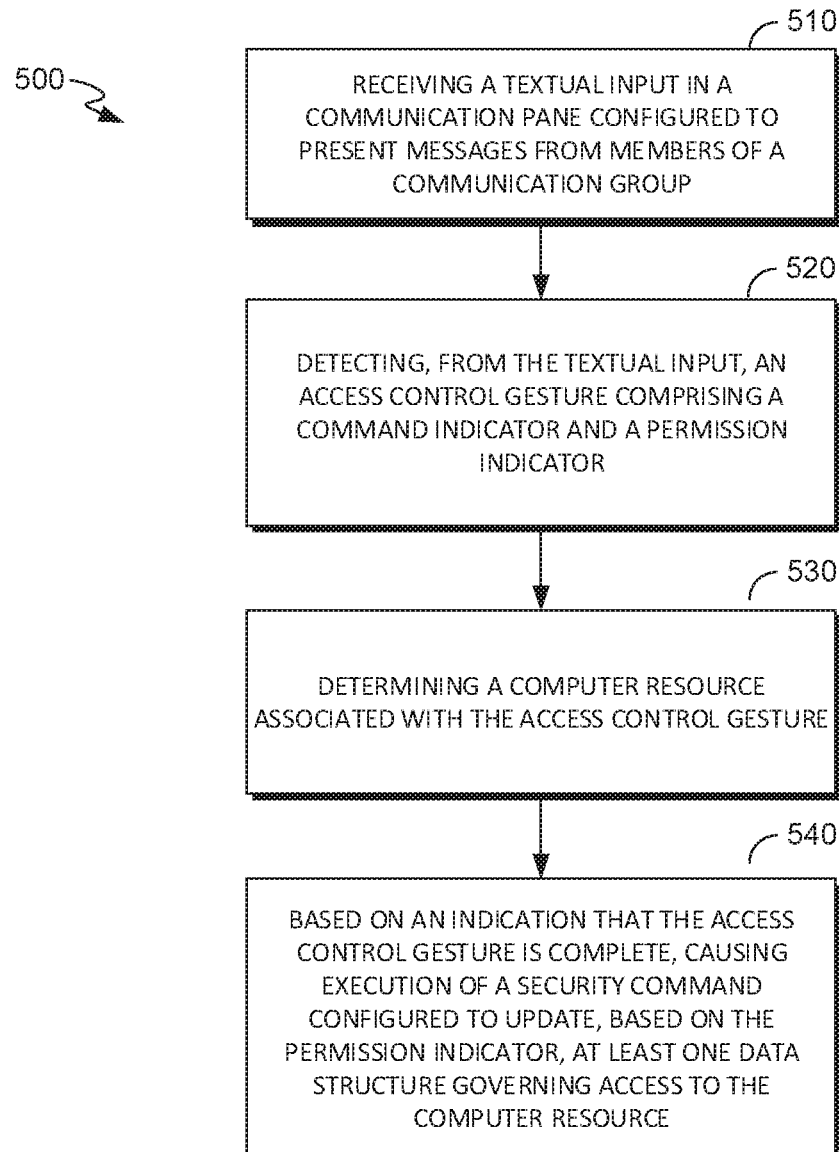 510
500
RECEIVING A TEXTUAL INPUT IN A
COMMUNICATION PANE CONFIGURED TO
PRESENT MESSAGES FROM MEMBERS OF A
COMMUNICATION GROUP
520
DETECTING, FROM THE TEXTUAL INPUT, AN
ACCESS CONTROL GESTURE COMPRISING A
COMMAND INDICATOR AND A PERMISSION
INDICATOR
530
DETERMINING A COMPUTER RESOURCE
ASSOCIATED WITH THE ACCESS CONTROL GESTURE
540
BASED ON AN INDICATION THAT THE ACCESS
CONTROL GESTURE IS COMPLETE, CAUSING
EXECUTION OF A SECURITY COMMAND
CONFIGURED TO UPDATE, BASED ON THE
PERMISSION INDICATOR, AT LEAST ONE DATA
STRUCTURE GOVERNING ACCESS TO THE
COMPUTER RESOURCE